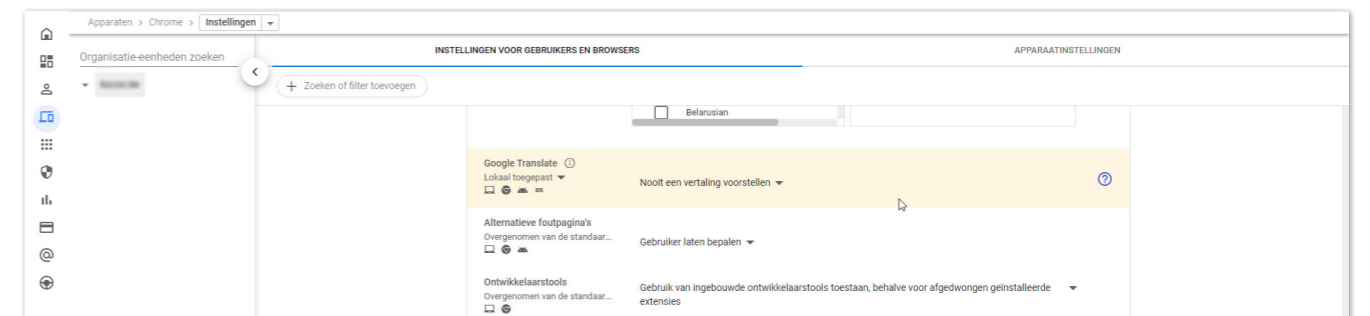 Apparaten > Chrome > Instellingen
Organisatie-eenheden zoeken
INSTELLINGEN VOOR GEBRUIKERS EN BROWSERS
APPARAATINSTELLINGEN
+ Zoeken of filter toevoegen
Belarusian
Google Translate
Lokaal toegepast
Nooit een vertaling voorstellen
Alternatieve foutpagina's
Overgenomen van de standaar...
Gebruiker laten bepalen
Ontwikkelaarstools
Overgenomen van de standaar...
Gebruik van ingebouwde ontwikkelaarstools toestaan, behalve voor afgedwongen geïnstalleerde
extensies